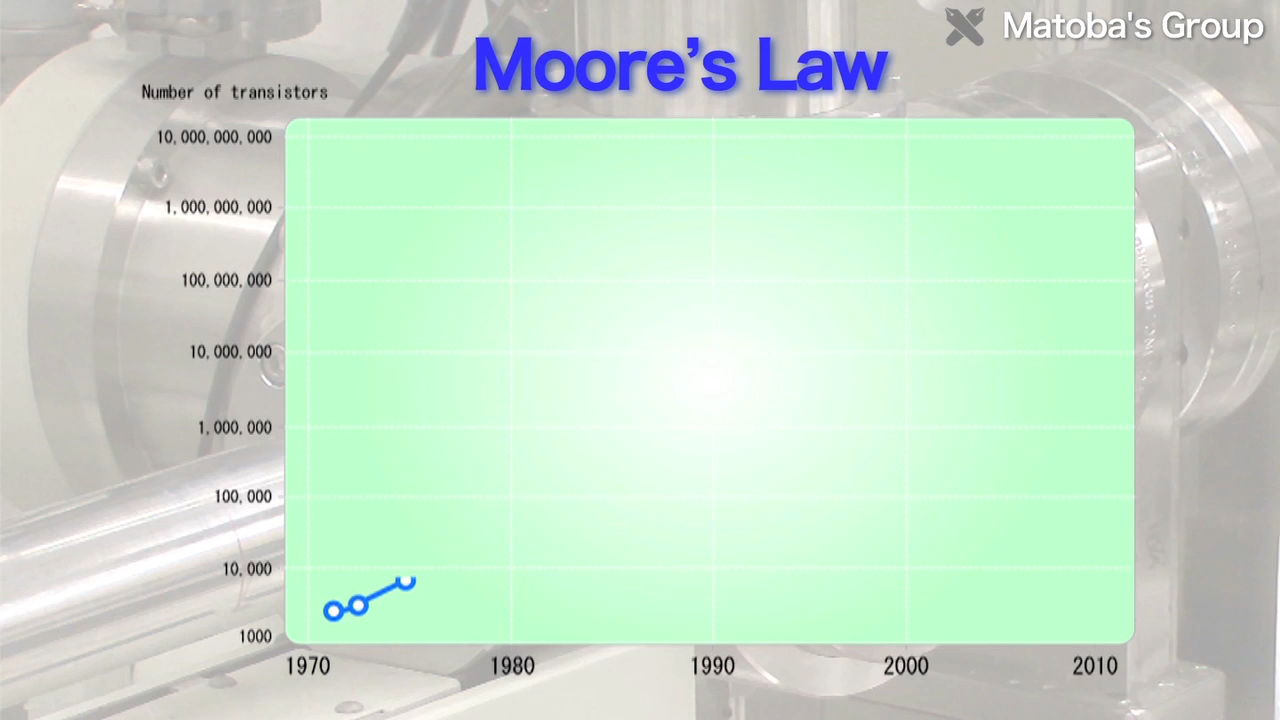 Matoba's Group
Moore's Law
Number of transistors
10,000,000,000
1,000,000,000
100,000,000
10,000,000
1,000,000
100,000
10,000
1000
1970 1980 1990 2000 2010